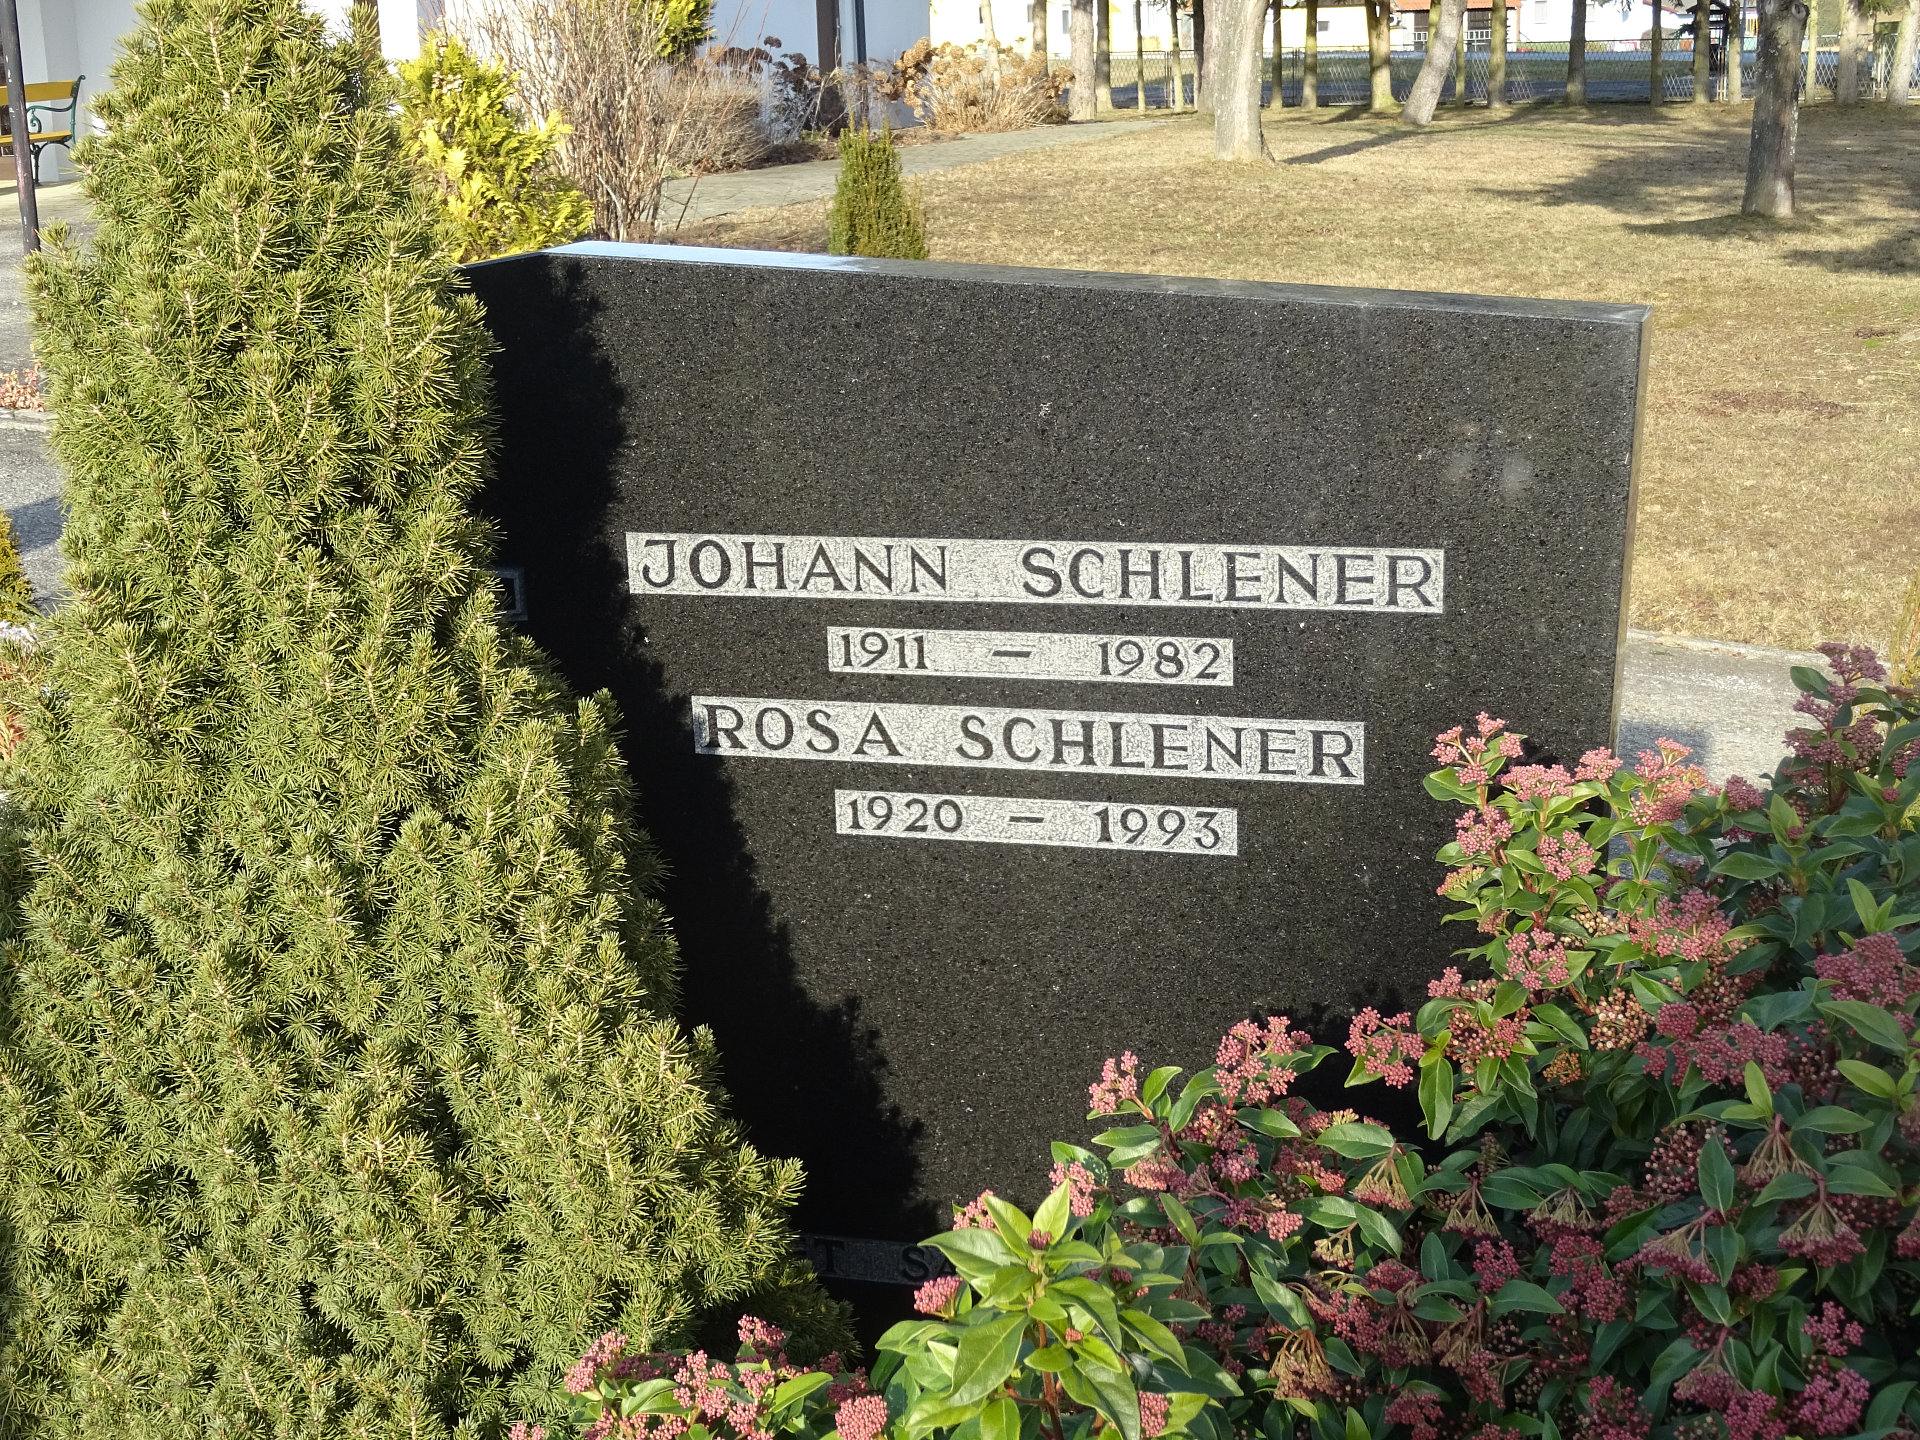 JOHANN SCHLENER
1911 – 1982
ROSA SCHLENER
1920 – 1993